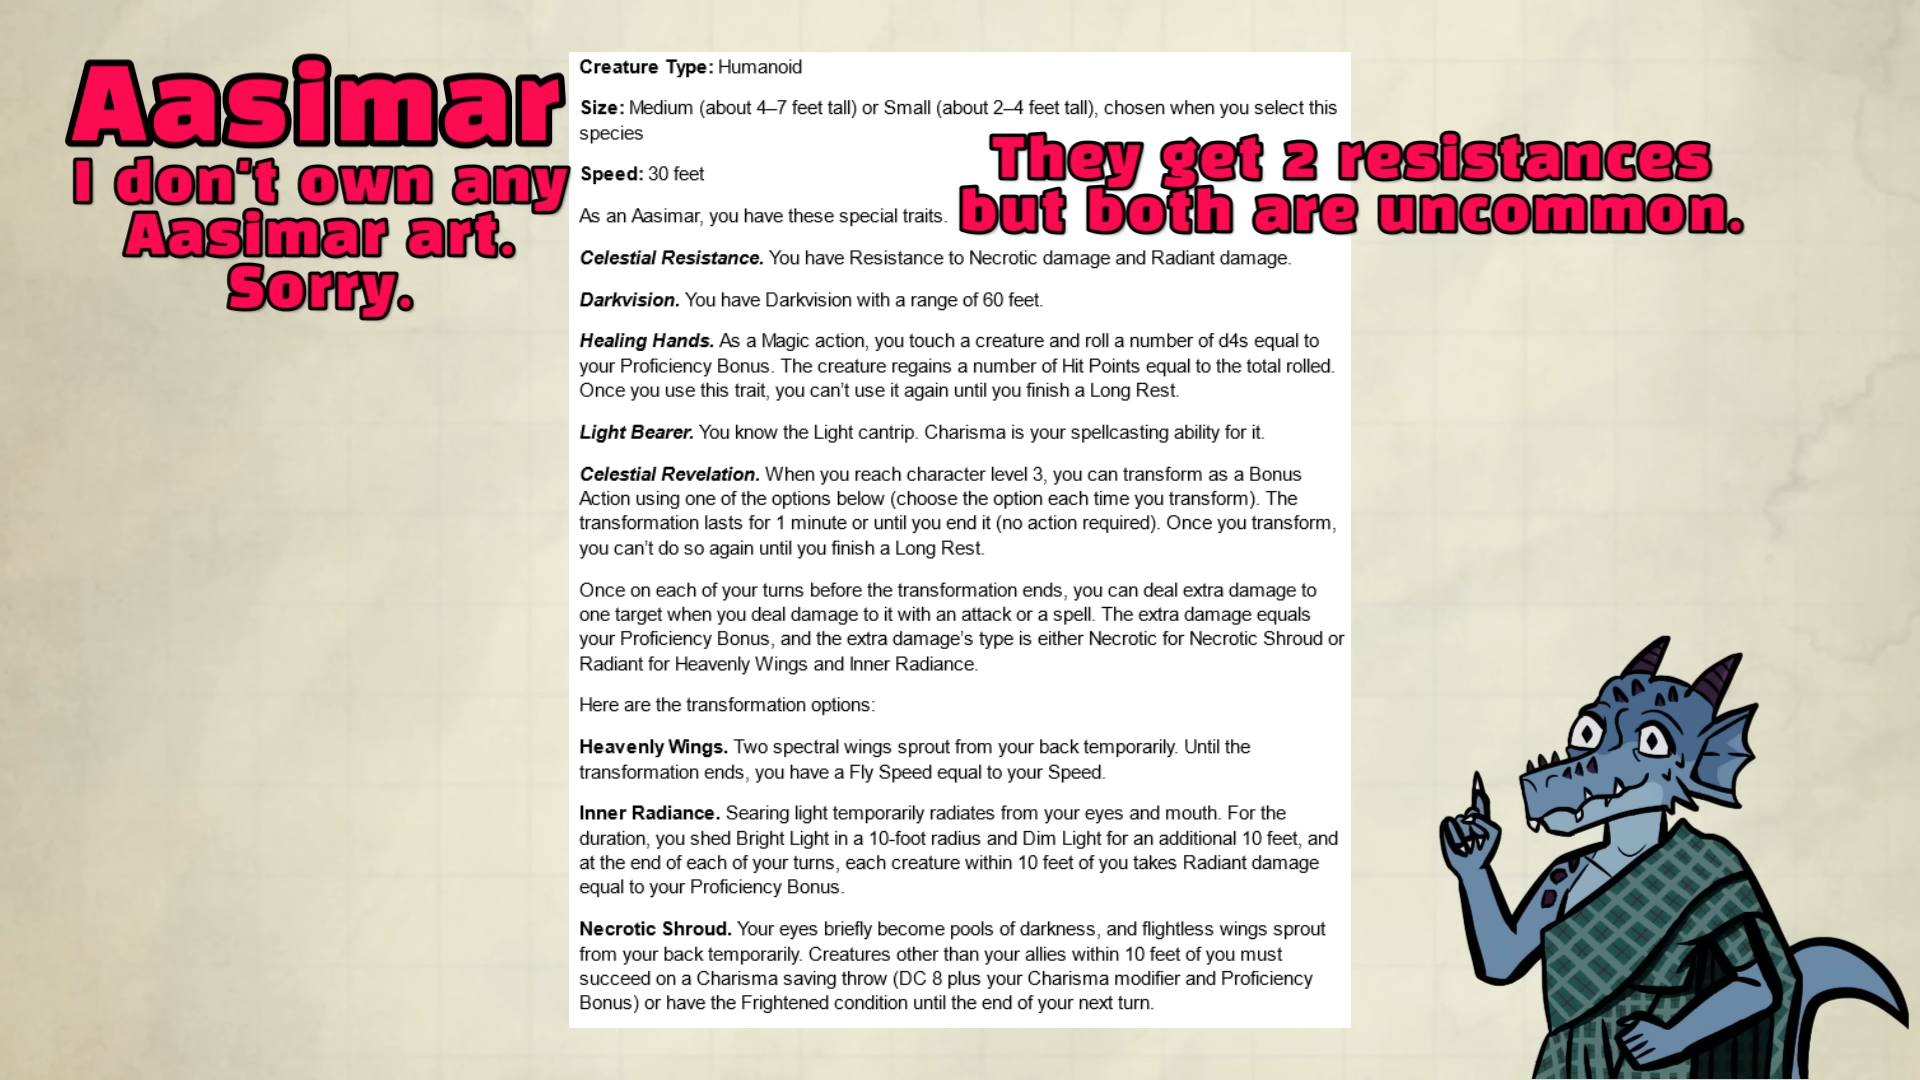 Aasimar
I don't own any
Aasimar art.
Sorry.
Creature Type: Humanoid
Size: Medium (about 4–7 feet tall) or Small (about 2–4 feet tall), chosen when you select this
species
Speed: 30 feet
They get 2 resistances
but both are uncommon.
As an Aasimar, you have these special traits.
Celestial Resistance. You have Resistance to Necrotic damage and Radiant damage.
Darkvision. You have Darkvision with a range of 60 feet.
Healing Hands. As a Magic action, you touch a creature and roll a number of d4s equal to
your Proficiency Bonus. The creature regains a number of Hit Points equal to the total rolled.
Once you use this trait, you can't use it again until you finish a Long Rest.
Light Bearer. You know the Light cantrip. Charisma is your spellcasting ability for it.
Celestial Revelation. When you reach character level 3, you can transform as a Bonus
Action using one of the options below (choose the option each time you transform). The
transformation lasts for 1 minute or until you end it (no action required). Once you transform,
you can't do so again until you finish a Long Rest.
Once on each of your turns before the transformation ends, you can deal extra damage to
one target when you deal damage to it with an attack or a spell. The extra damage equals
your Proficiency Bonus, and the extra damage's type is either Necrotic for Necrotic Shroud or
Radiant for Heavenly Wings and Inner Radiance.
Here are the transformation options:
Heavenly Wings. Two spectral wings sprout from your back temporarily. Until the
transformation ends, you have a Fly Speed equal to your Speed.
Inner Radiance. Searing light temporarily radiates from your eyes and mouth. For the
duration, you shed Bright Light in a 10-foot radius and Dim Light for an additional 10 feet, and
at the end of each of your turns, each creature within 10 feet of you takes Radiant damage
equal to your Proficiency Bonus.
Necrotic Shroud. Your eyes briefly become pools of darkness, and flightless wings sprout
from your back temporarily. Creatures other than your allies within 10 feet of you must
succeed on a Charisma saving throw (DC 8 plus your Charisma modifier and Proficiency
Bonus) or have the Frightened condition until the end of your next turn.